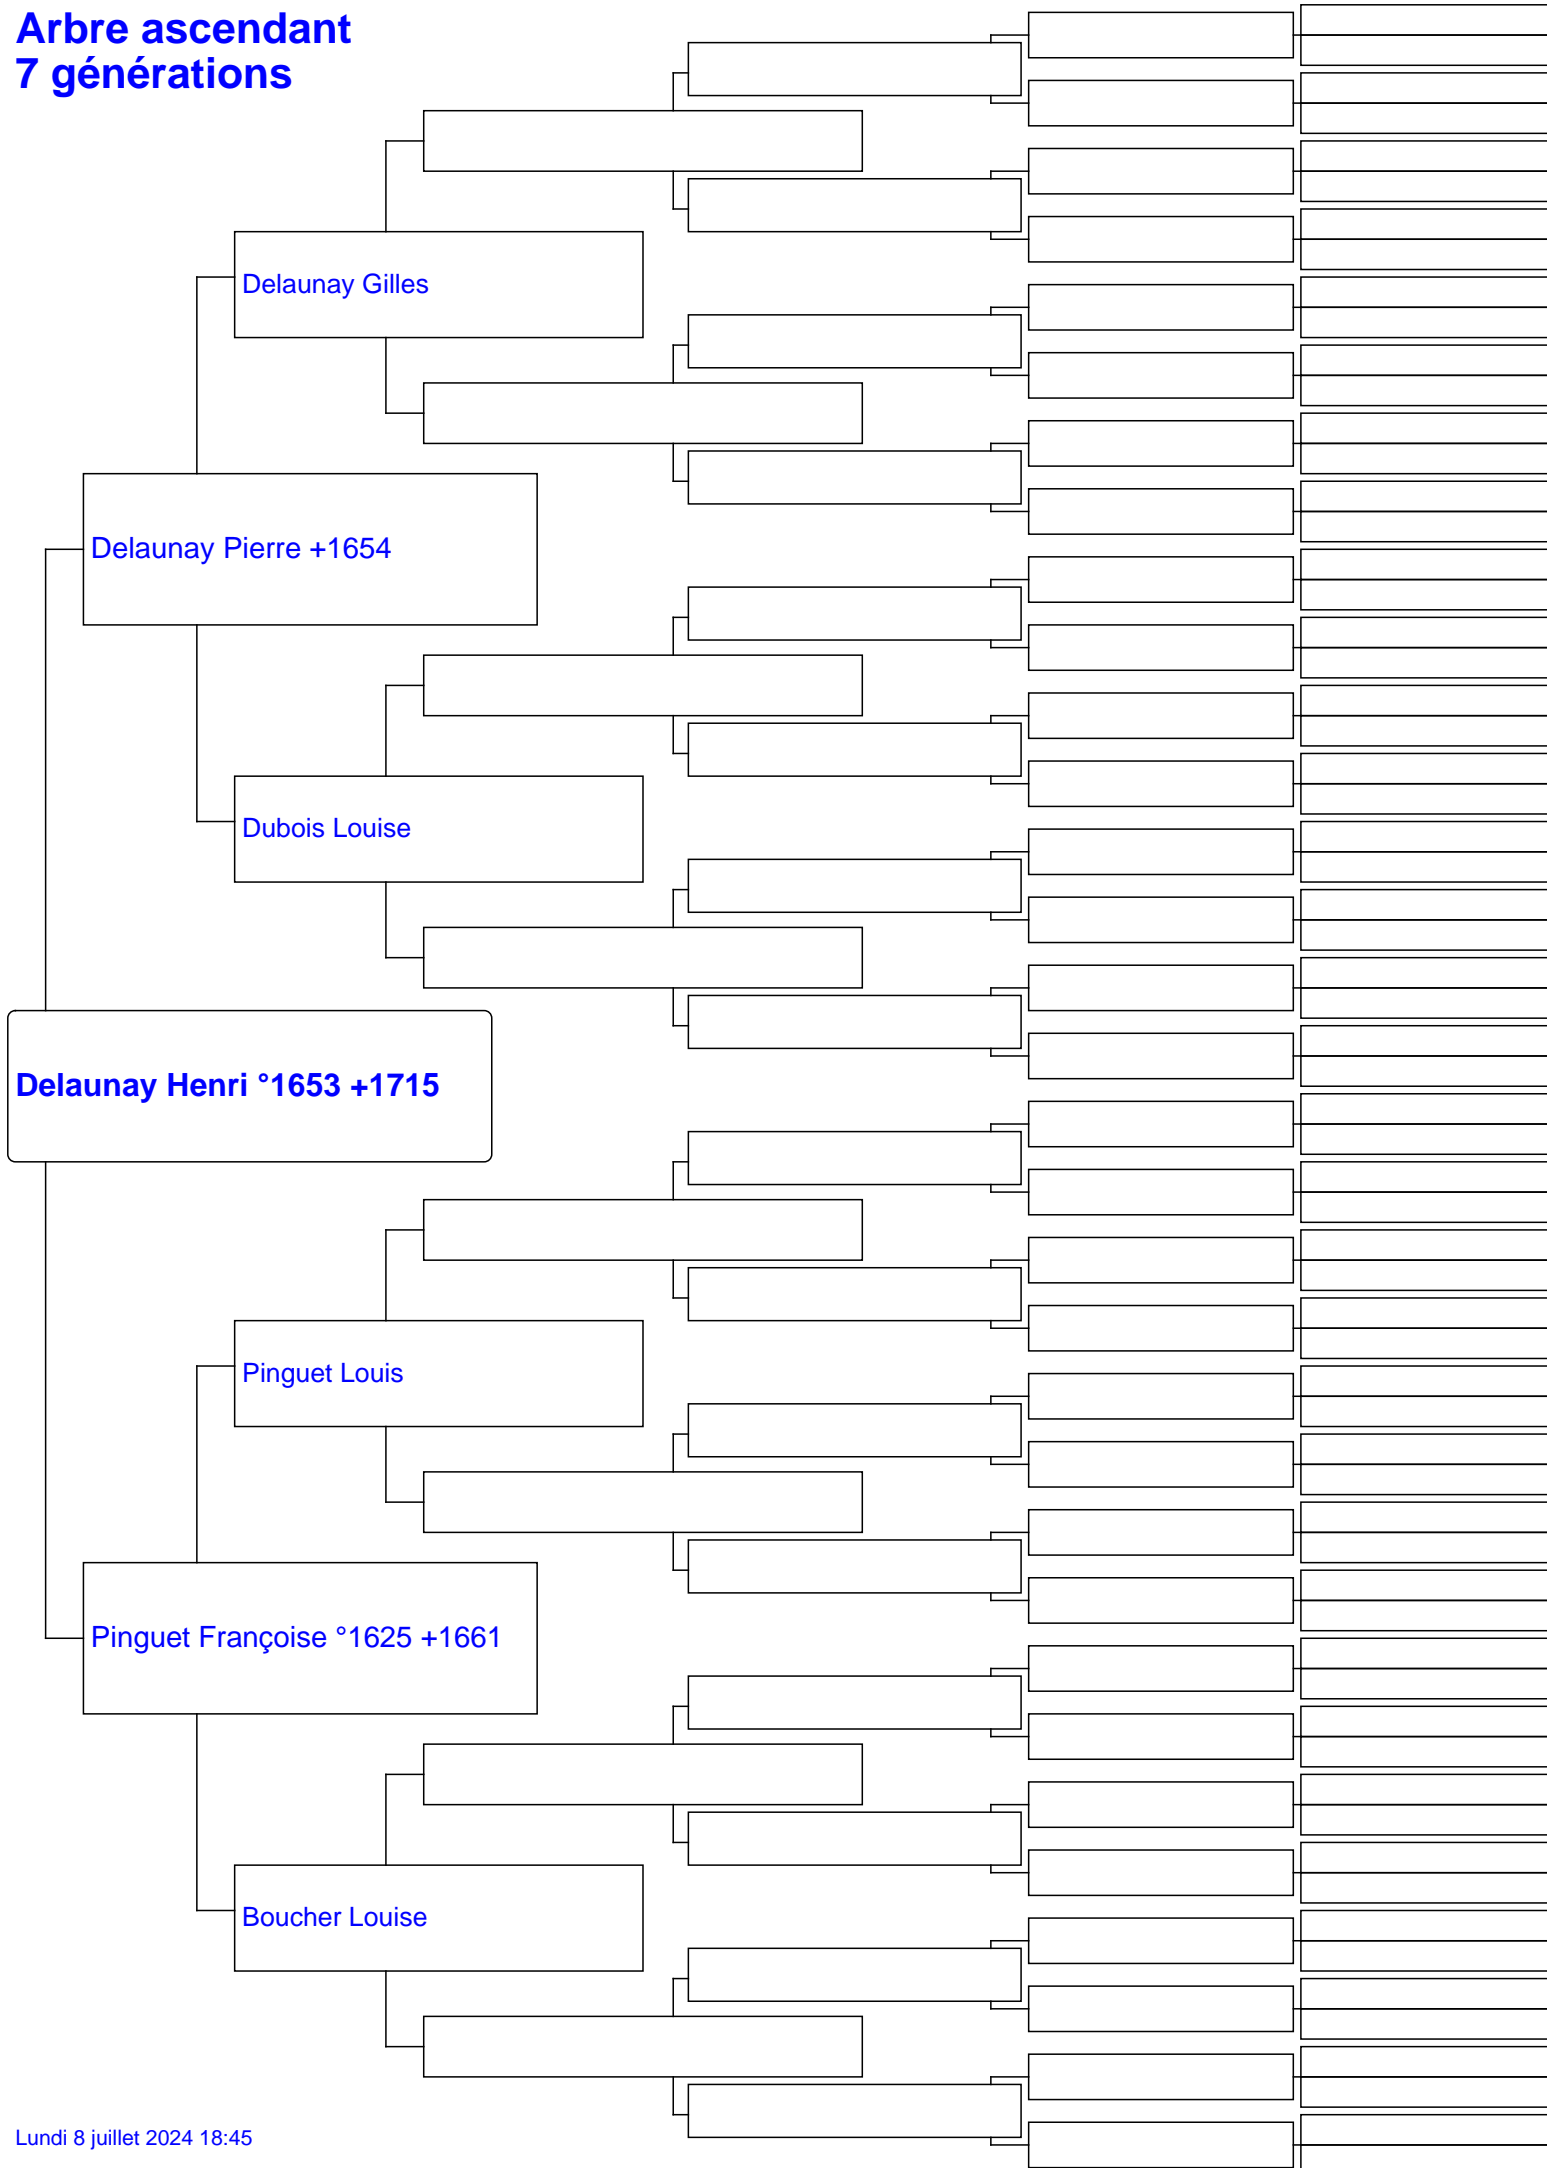 Arbre ascendant
7 générations
Delaunay Gilles
Delaunay Pierre +1654
Dubois Louise
Delaunay Henri °1653 +1715
Pinguet Louis
Pinguet Françoise °1625 +1661
Boucher Louise
Lundi 8 juillet 2024 18:45